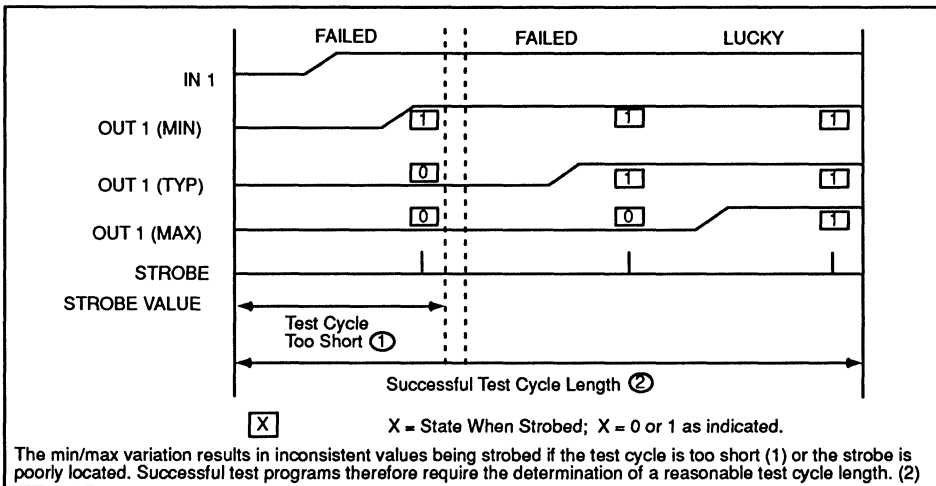 FAILED FAILED LUCKY
IN 1
OUT 1 (MIN) 1 1 1
OUT 1 (TYP) 0 1 1
OUT 1 (MAX) 0 0 1
STROBE
STROBE VALUE
Test Cycle
Too Short 1
Successful Test Cycle Length 2
X X = State When Strobed; X = 0 or 1 as indicated.
The min/max variation results in inconsistent values being strobed if the test cycle is too short (1) or the strobe is
poorly located. Successful test programs therefore require the determination of a reasonable test cycle length. (2)